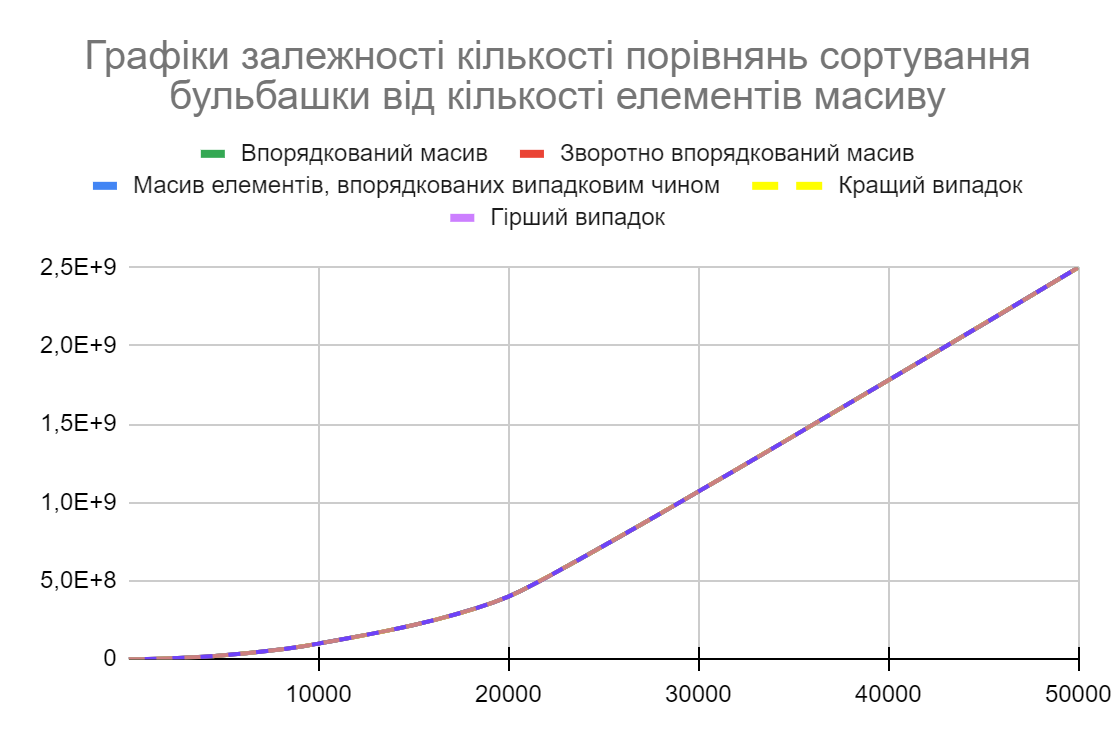 Графіки залежності кількості порівнянь сортування
бульбашки від кількості елементів масиву
Впорядкований масив Зворотно впорядкований масив
Масив елементів, впорядкованих випадковим чином Кращий випадок
Гірший випадок
2,5E+9
2,0E+9
1,5E+9
1,0E+9
5,0E+8
0
10000 20000 30000 40000 50000